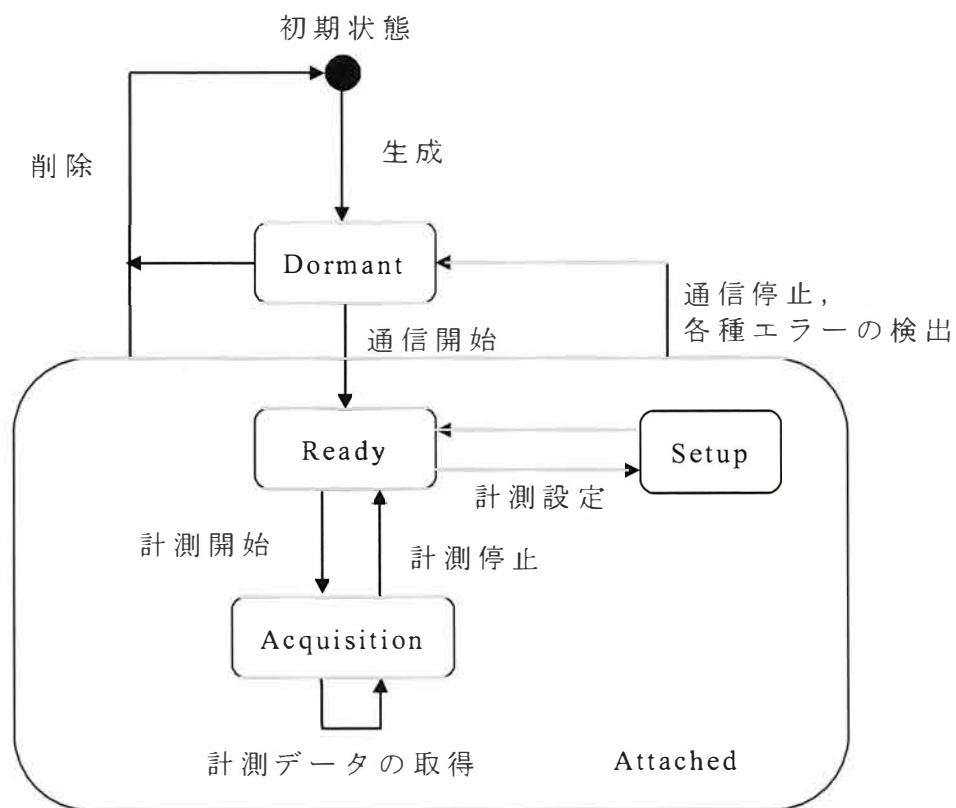 初期状態
削除
生成
Dormant
通信停止,
各種エラーの検出
通信開始
Ready
Setup
計測設定
計測開始
計測停止
Acquisition
計測データの取得
Attached